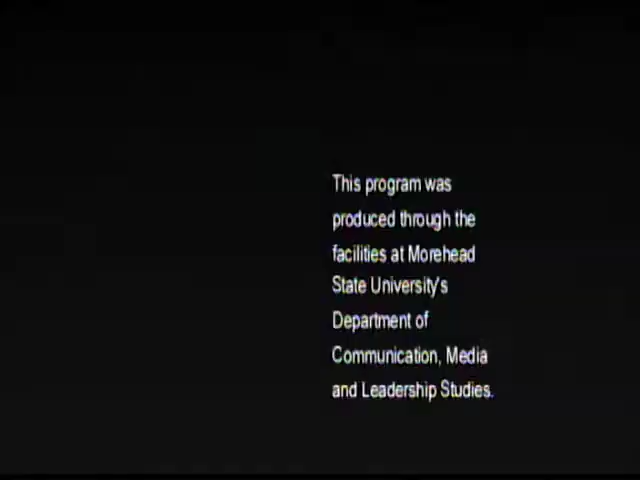 This program was
produced through the
facilities at Morehead
State University's
Department of
Communication, Media
and Leadership Studies.